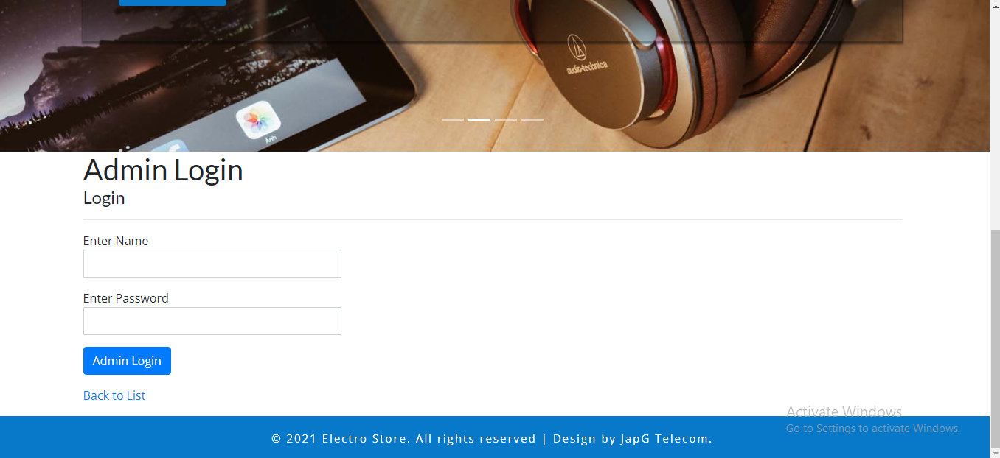 audio-technica
Ảnh
Admin Login
Login
Enter Name
Enter Password
Admin Login
Back to List
Activate Windows
Go to Settings to activate Windows.
© 2021 Electro Store. All rights reserved | Design by JapG Telecom.